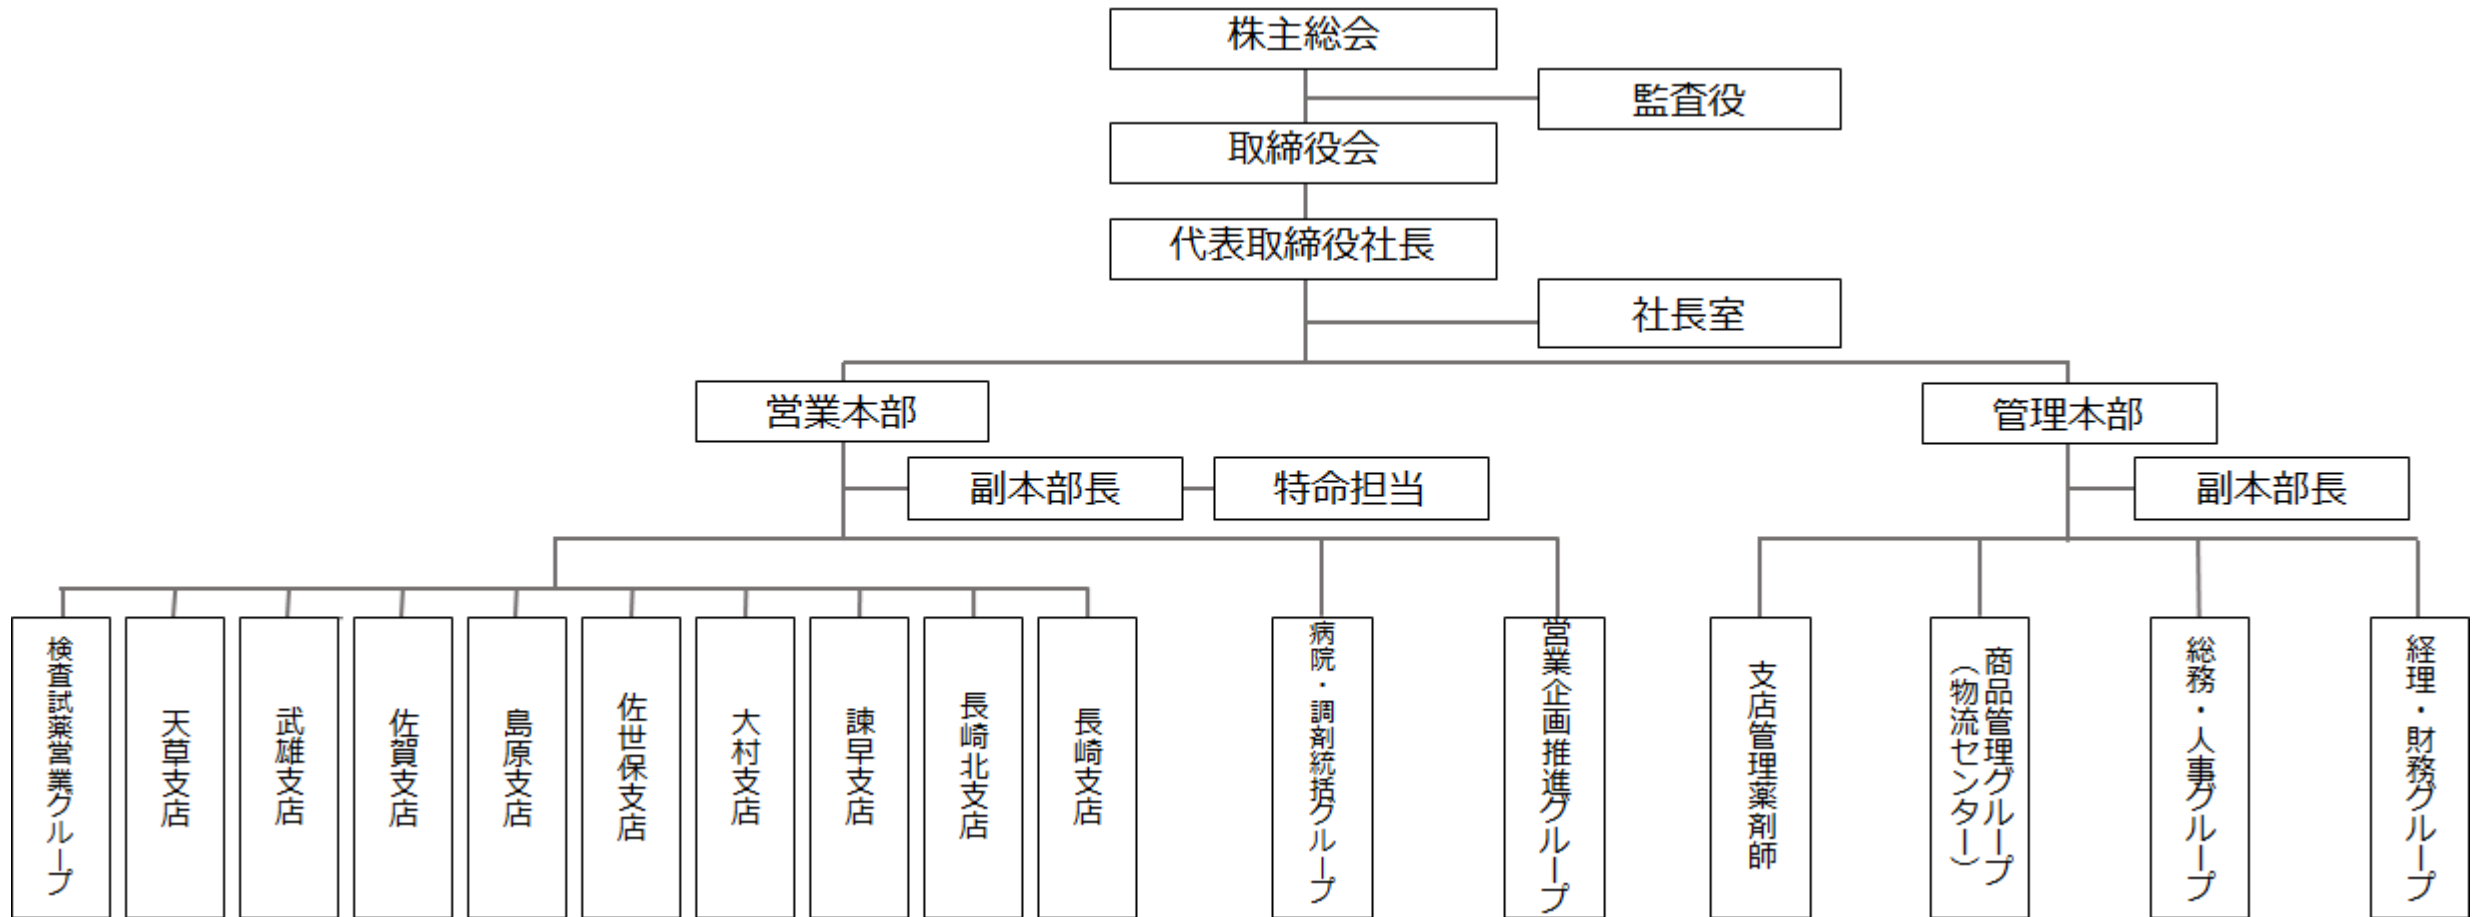 株主総会
監査役
取締役会
代表取締役社長
社長室
営業本部
管理本部
副本部長
特命担当
副本部長
検査試薬営業グループ
天草支店
武雄支店
佐賀支店
島原支店
佐世保支店
大村支店
諫早支店
長崎北支店
長崎支店
病院・調剤統括グループ
営業企画推進グループ
支店管理薬剤師
商品管理グループ
（物流センター）
総務・人事グループ
経理・財務グループ